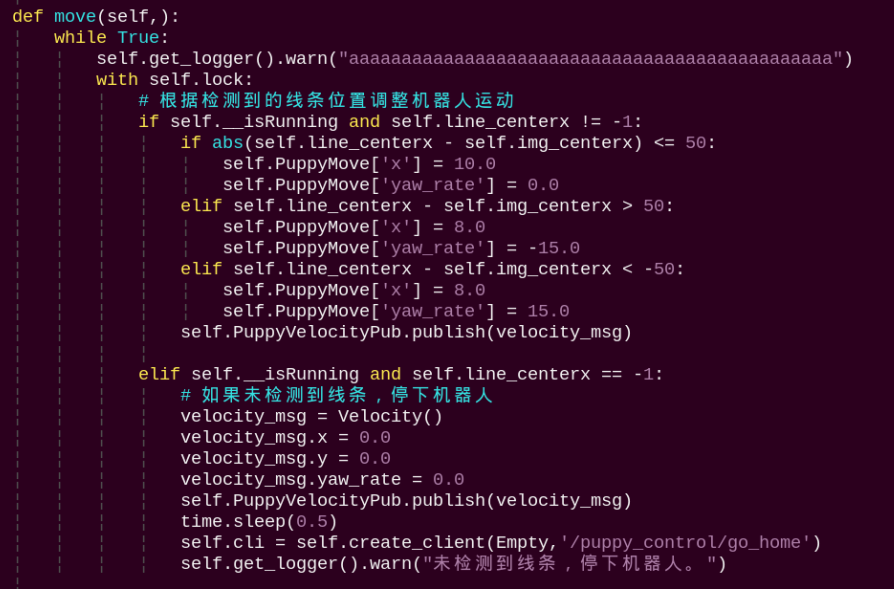 def move(self,):
while True:
self.get_logger().warn("aaaaaaaaaaaaaaaaaaaaaaaaaaaaaaaaaaaaaaaaaaaaaa")
with self.lock:
# 根据检测到的线条位置调整机器人运动
if self.__isRunning and self.line_centerx != -1:
if abs(self.line_centerx - self.img_centerx) <= 50:
self.PuppyMove['x'] = 10.0
self.PuppyMove['yaw_rate'] = 0.0
elif self.line_centerx - self.img_centerx > 50:
self.PuppyMove['x'] = 8.0
self.PuppyMove['yaw_rate'] = -15.0
elif self.line_centerx - self.img_centerx < -50:
self.PuppyMove['x'] = 8.0
self.PuppyMove['yaw_rate'] = 15.0
self.PuppyVelocityPub.publish(velocity_msg)
elif self.__isRunning and self.line_centerx == -1:
# 如果未检测到线条，停下机器人
velocity_msg = Velocity()
velocity_msg.x = 0.0
velocity_msg.y = 0.0
velocity_msg.yaw_rate = 0.0
self.PuppyVelocityPub.publish(velocity_msg)
time.sleep(0.5)
self.cli = self.create_client(Empty,'/puppy_control/go_home')
self.get_logger().warn("未检测到线条，停下机器人。")